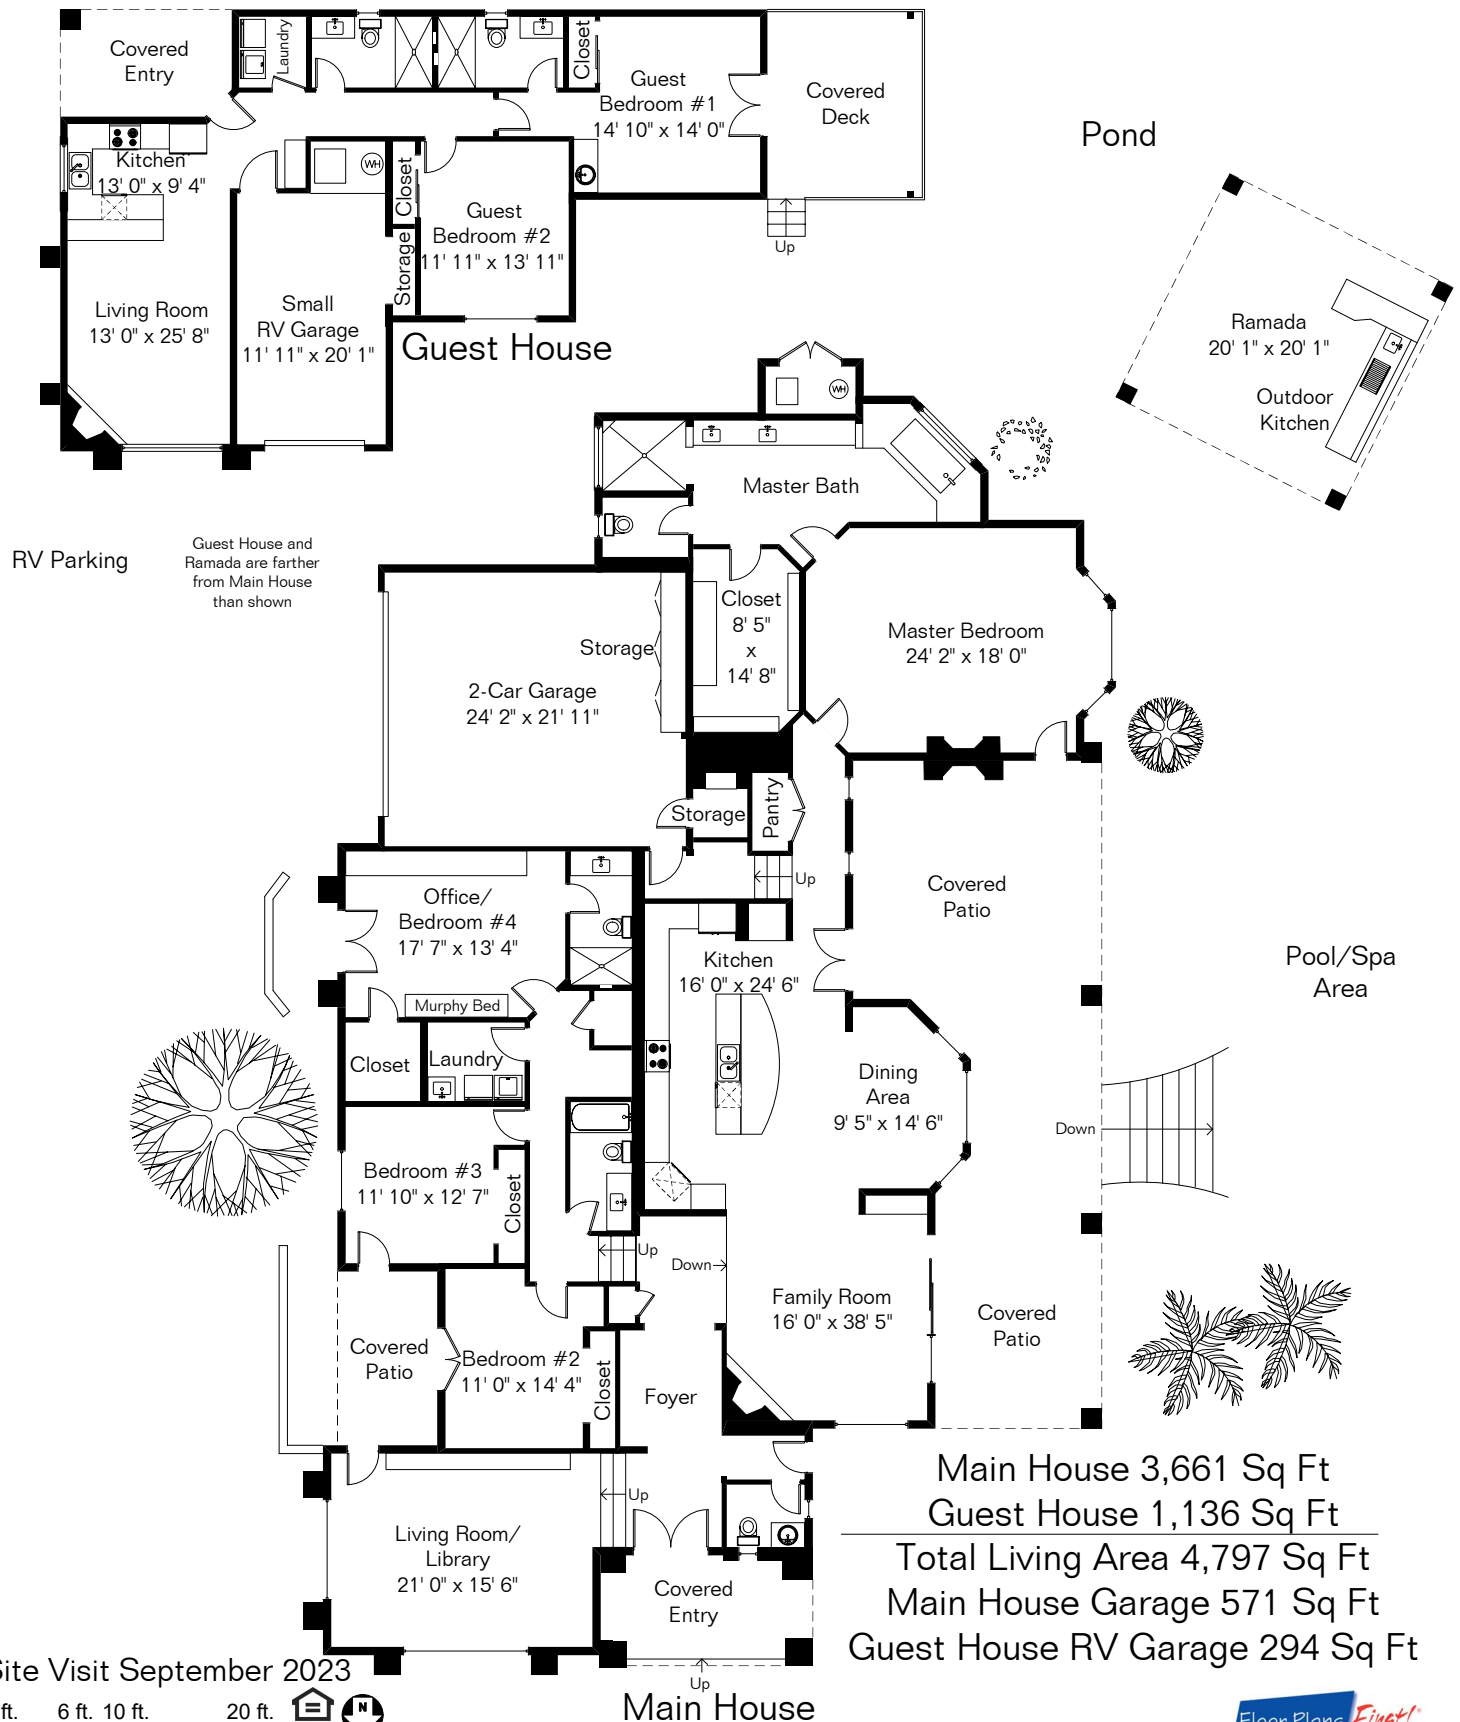 Covered
Entry
Laundry
Closet
Guest
Bedroom #1
14' 10" x 14' 0"
Covered
Deck
Up
Kitchen
13' 0" x 9' 4"
WH
Closet
Storage
Guest
Bedroom #2
11' 11" x 13' 11"
Living Room
13' 0" x 25' 8"
Small
RV Garage
11' 11" x 20' 1"
Guest House
Pond
Ramada
20' 1" x 20' 1"
Outdoor
Kitchen
RV Parking
Guest House and
Ramada are farther
from Main House
than shown
WH
Master Bath
Closet
8' 5"
x
14' 8"
Master Bedroom
24' 2" x 18' 0"
Storage
2-Car Garage
24' 2" x 21' 11"
Storage
Pantry
Up
Covered
Patio
Office/
Bedroom #4
17' 7" x 13' 4"
Murphy Bed
Kitchen
16' 0" x 24' 6"
Pool/Spa
Area
Closet
Laundry
Dining
Area
9' 5" x 14' 6"
Down
Bedroom #3
11' 10" x 12' 7"
Closet
Up
Down
Family Room
16' 0" x 38' 5"
Covered
Patio
Covered
Patio
Bedroom #2
11' 0" x 14' 4"
Closet
Foyer
Up
Living Room/
Library
21' 0" x 15' 6"
Covered
Entry
Up
Main House
Main House 3,661 Sq Ft
Guest House 1,136 Sq Ft
Total Living Area 4,797 Sq Ft
Main House Garage 571 Sq Ft
Guest House RV Garage 294 Sq Ft
Site Visit September 2023
ft. 6 ft. 10 ft. 20 ft.
N
Floor Plans First!